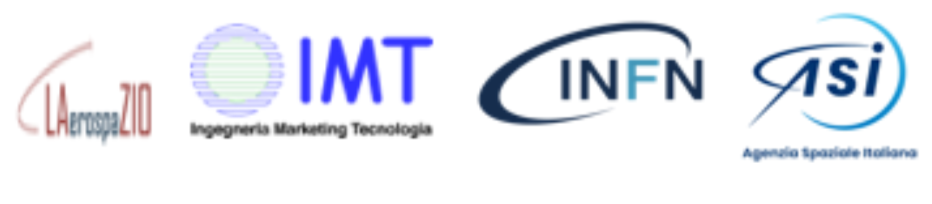 LAerospaZIO
IMT
Ingegneria Marketing Tecnologia
INFN
ASI
Agenzia Spaziale Italiana